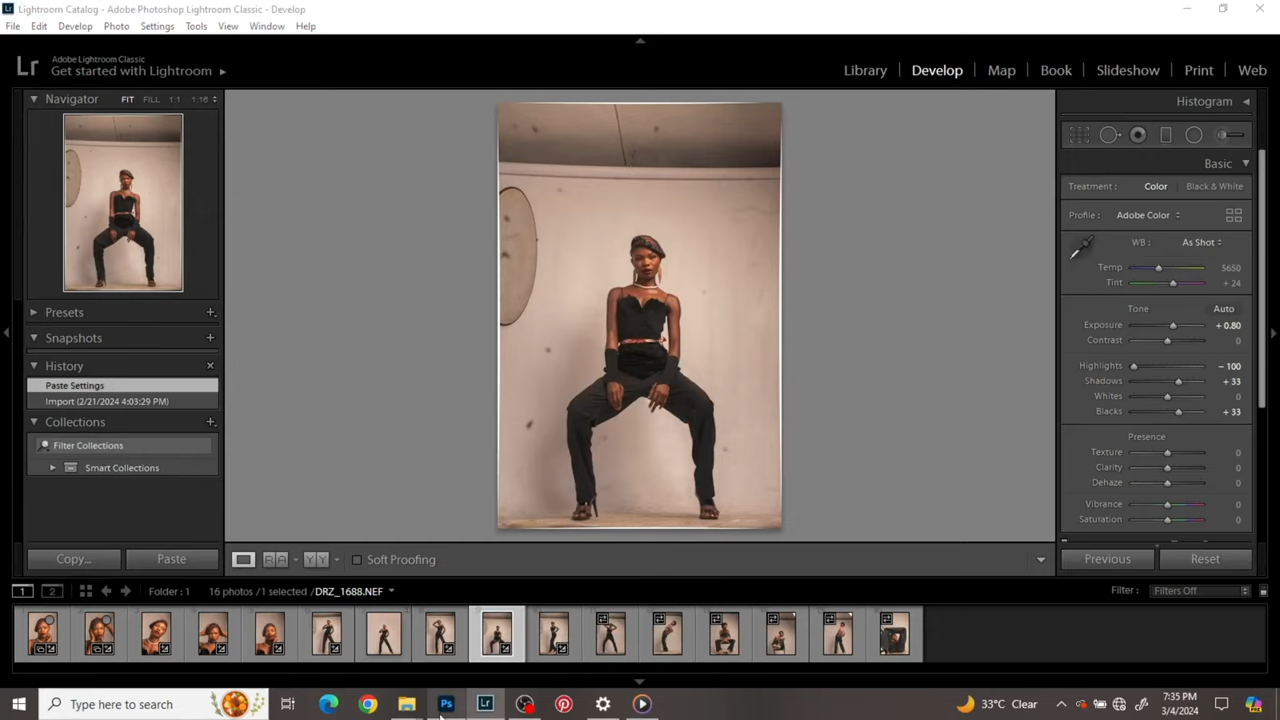 Lightroom Catalog - Adobe Photoshop Lightroom Classic - Develop
File Edit Develop Photo Settings Tools View Window Help
Lr Adobe Lightroom Classic
Get started with Lightroom
Library Develop Map Book Slideshow Print Web
Navigator FIT FILL 1:1 1:16
Presets
Snapshots
History
Paste Settings
Import (2/21/2024 4:03:29 PM)
Collections
Filter Collections
Smart Collections
Copy... Paste
Soft Proofing
Histogram
Basic
Treatment : Color Black & White
Profile : Adobe Color
WB : As Shot
Temp 5650
Tint + 24
Tone Auto
Exposure + 0.80
Contrast 0
Highlights − 100
Shadows + 33
Whites 0
Blacks + 33
Presence
Texture 0
Clarity 0
Dehaze 0
Vibrance 0
Saturation 0
Previous Reset
1 2 Folder : 1 16 photos / 1 selected / DRZ_1688.NEF Filter : Filters Off
Type here to search Ps Lr 33°C Clear 7:35 PM
3/4/2024